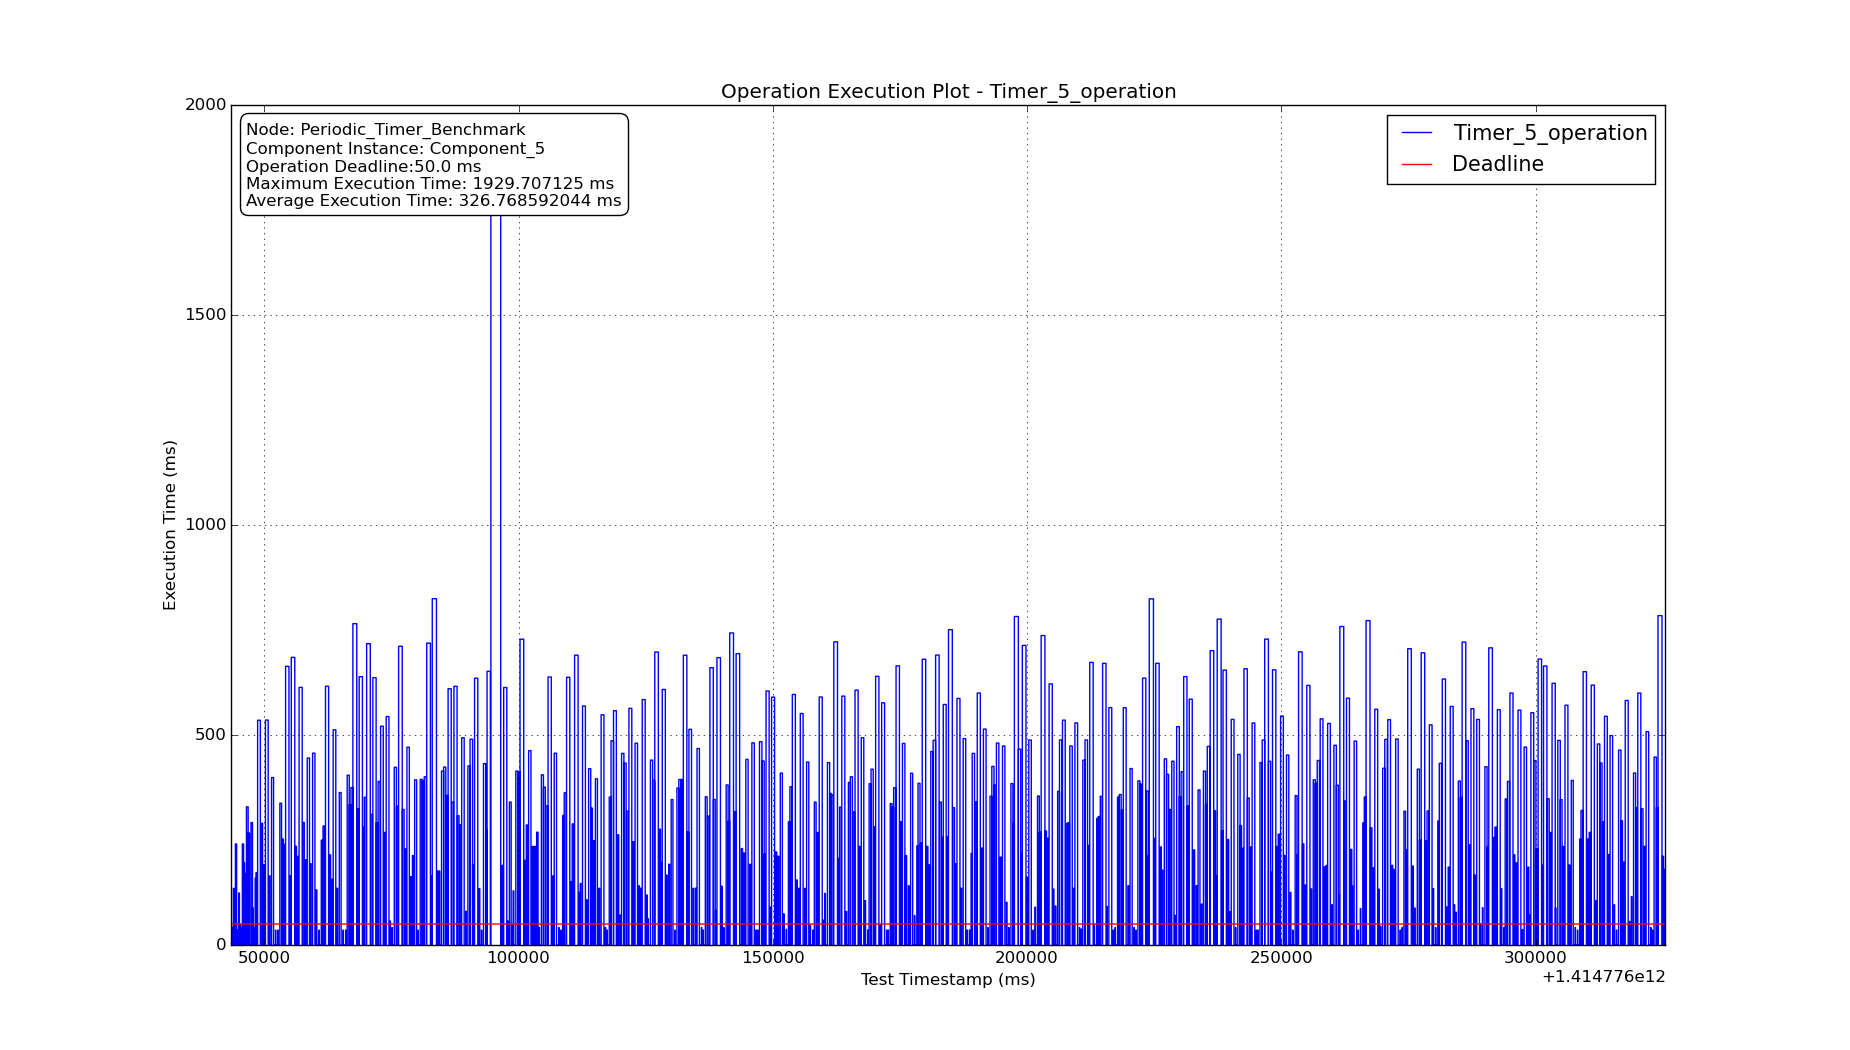 Operation Execution Plot - Timer_5_operation
2000
Node: Periodic_Timer_Benchmark
Component Instance: Component_5
Operation Deadline:50.0 ms
Maximum Execution Time: 1929.707125 ms
Average Execution Time: 326.768592044 ms
Timer_5_operation
Deadline
1500
1000
500
0
Execution Time (ms)
50000 100000 150000 200000 250000 300000
Test Timestamp (ms)
+1.414776e12